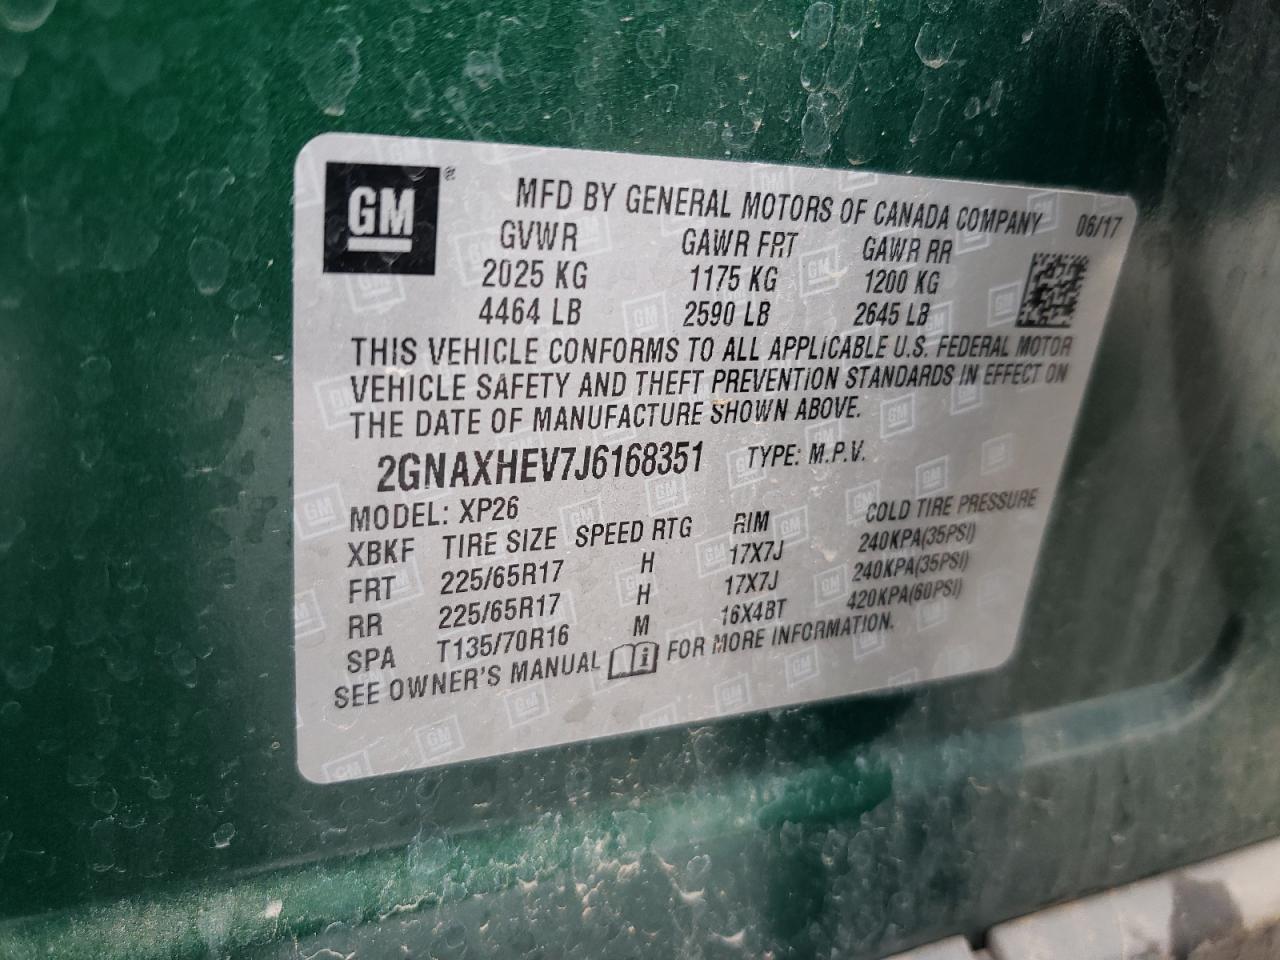 GM ®
MFD BY GENERAL MOTORS OF CANADA COMPANY 06/17
GVWR GAWR FRT GAWR RR
2025 KG 1175 KG 1200 KG
4464 LB 2590 LB 2645 LB
THIS VEHICLE CONFORMS TO ALL APPLICABLE U.S. FEDERAL MOTOR
VEHICLE SAFETY AND THEFT PREVENTION STANDARDS IN EFFECT ON
THE DATE OF MANUFACTURE SHOWN ABOVE.
2GNAXHEV7J6168351 TYPE: M.P.V.
MODEL: XP26
XBKF TIRE SIZE SPEED RTG RIM COLD TIRE PRESSURE
FRT 225/65R17 H 17X7J 240KPA(35PSI)
RR 225/65R17 H 17X7J 240KPA(35PSI)
SPA T135/70R16 M 16X4BT 420KPA(60PSI)
SEE OWNER'S MANUAL i FOR MORE INFORMATION.